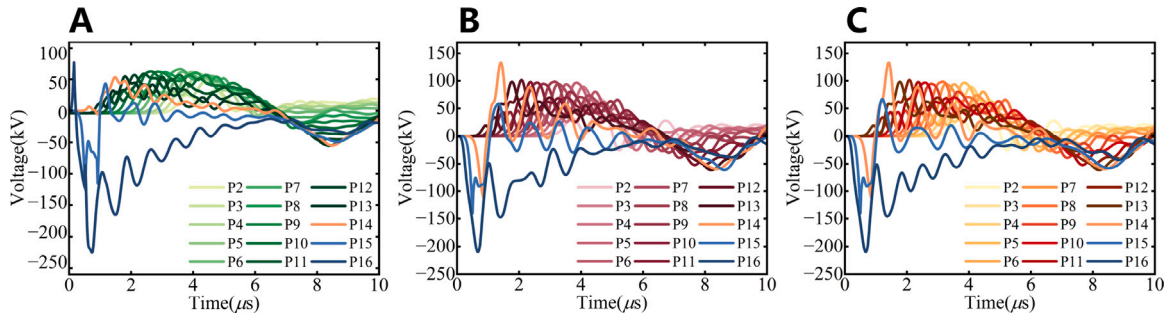 A
B
C
Voltage(kV)
100
50
0
−50
−100
−150
−200
−250
P2 P7 P12
P3 P8 P13
P4 P9 P14
P5 P10 P15
P6 P11 P16
0 2 4 6 8 10
Time(μs)
Voltage(kV)
150
100
50
0
−50
−100
−150
−200
−250
P2 P7 P12
P3 P8 P13
P4 P9 P14
P5 P10 P15
P6 P11 P16
0 2 4 6 8 10
Time(μs)
Voltage(kV)
150
100
50
0
−50
−100
−150
−200
−250
P2 P7 P12
P3 P8 P13
P4 P9 P14
P5 P10 P15
P6 P11 P16
0 2 4 6 8 10
Time(μs)